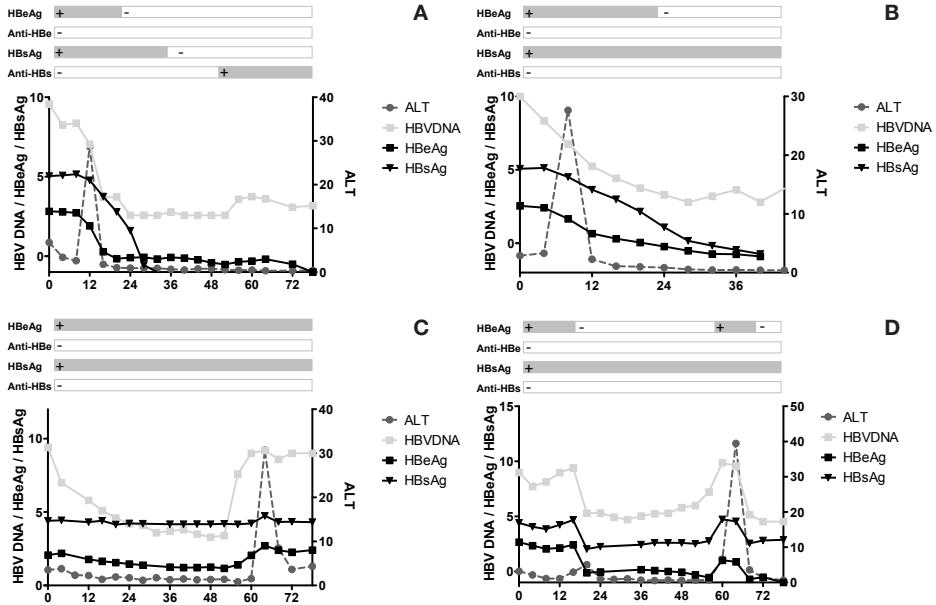 HBeAg + - A
Anti-HBe -
HBsAg + -
Anti-HBs - +
10
5
0
HBV DNA / HBeAg / HBsAg
40
30
20
10
0
ALT
0 12 24 36 48 60 72
ALT
HBVDNA
HBeAg
HBsAg
HBeAg + - B
Anti-HBe -
HBsAg +
Anti-HBs -
10
5
0
HBV DNA / HBeAg / HBsAg
30
20
10
0
ALT
0 12 24 36
ALT
HBVDNA
HBeAg
HBsAg
HBeAg + C
Anti-HBe -
HBsAg +
Anti-HBs -
10
5
0
HBV DNA / HBeAg / HBsAg
40
30
20
10
0
ALT
0 12 24 36 48 60 72
ALT
HBVDNA
HBeAg
HBsAg
HBeAg + - + - D
Anti-HBe -
HBsAg +
Anti-HBs -
15
10
5
0
HBV DNA / HBeAg / HBsAg
50
40
30
20
10
0
0 12 24 36 48 60 72
ALT
HBVDNA
HBeAg
HBsAg